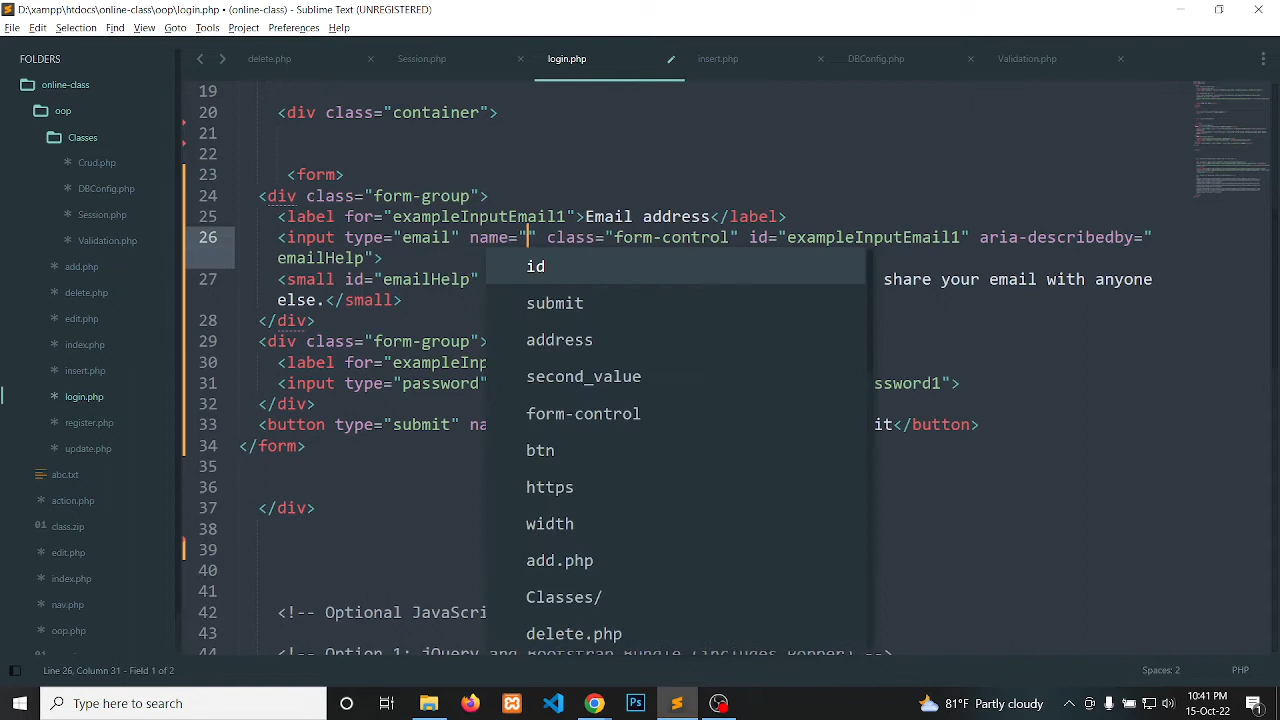 D:\xampp\htdocs\online-class\oop\login.php • (online-class) - Sublime Text (UNREGISTERED)
File Edit Selection Find View Goto Tools Project Preferences Help
FOLDERS
online-class
oop
Casses
Crud.php
DBConfig.php
Session.php
Validation.php
add.php
delete.php
edit.php
index.php
insert.php
login.php
register.php
update.php
abc.txt
action.php
class.zip
edit.php
index.php
nav.php
oop.php
delete.php Session.php login.php insert.php DBConfig.php Validation.php
19
20 <div class="container">
21
22
23 <form>
24 <div class="form-group">
25 <label for="exampleInputEmail1">Email address</label>
26 <input type="email" name="" class="form-control" id="exampleInputEmail1" aria-describedby="
emailHelp">
27 <small id="emailHelp" share your email with anyone
else.</small>
28 </div>
29 <div class="form-group">
30 <label for="exampleInp
31 <input type="password" ssword1">
32 </div>
33 <button type="submit" na it</button>
34 </form>
35
36
37 </div>
38
39
40
41
42 <!-- Optional JavaScri
43
44
id
submit
address
second_value
form-control
btn
https
width
add.php
Classes/
delete.php
Line 26, Column 31 - Field 1 of 2
Spaces: 2 PHP
Type here to search
Ps
81°F Partly cloudy
10:41 PM
15-Oct-22